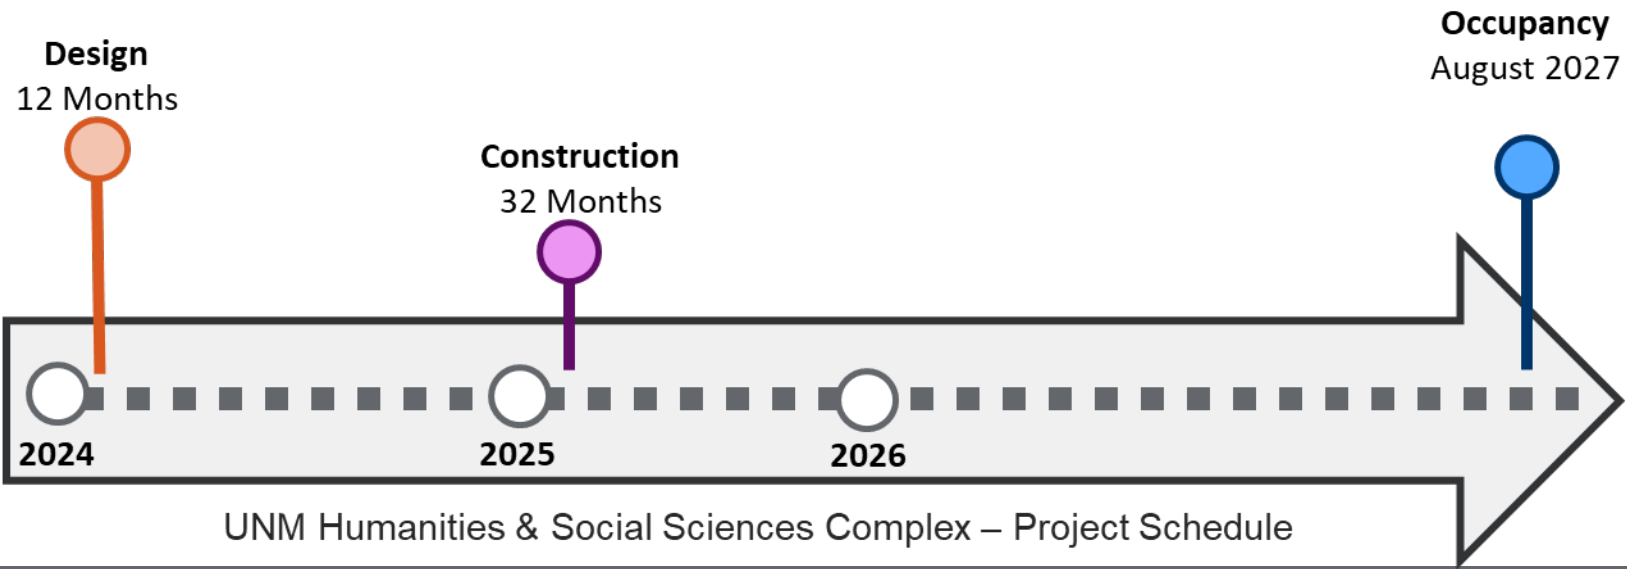 Design
12 Months
Construction
32 Months
Occupancy
August 2027
2024
2025
2026
UNM Humanities & Social Sciences Complex – Project Schedule